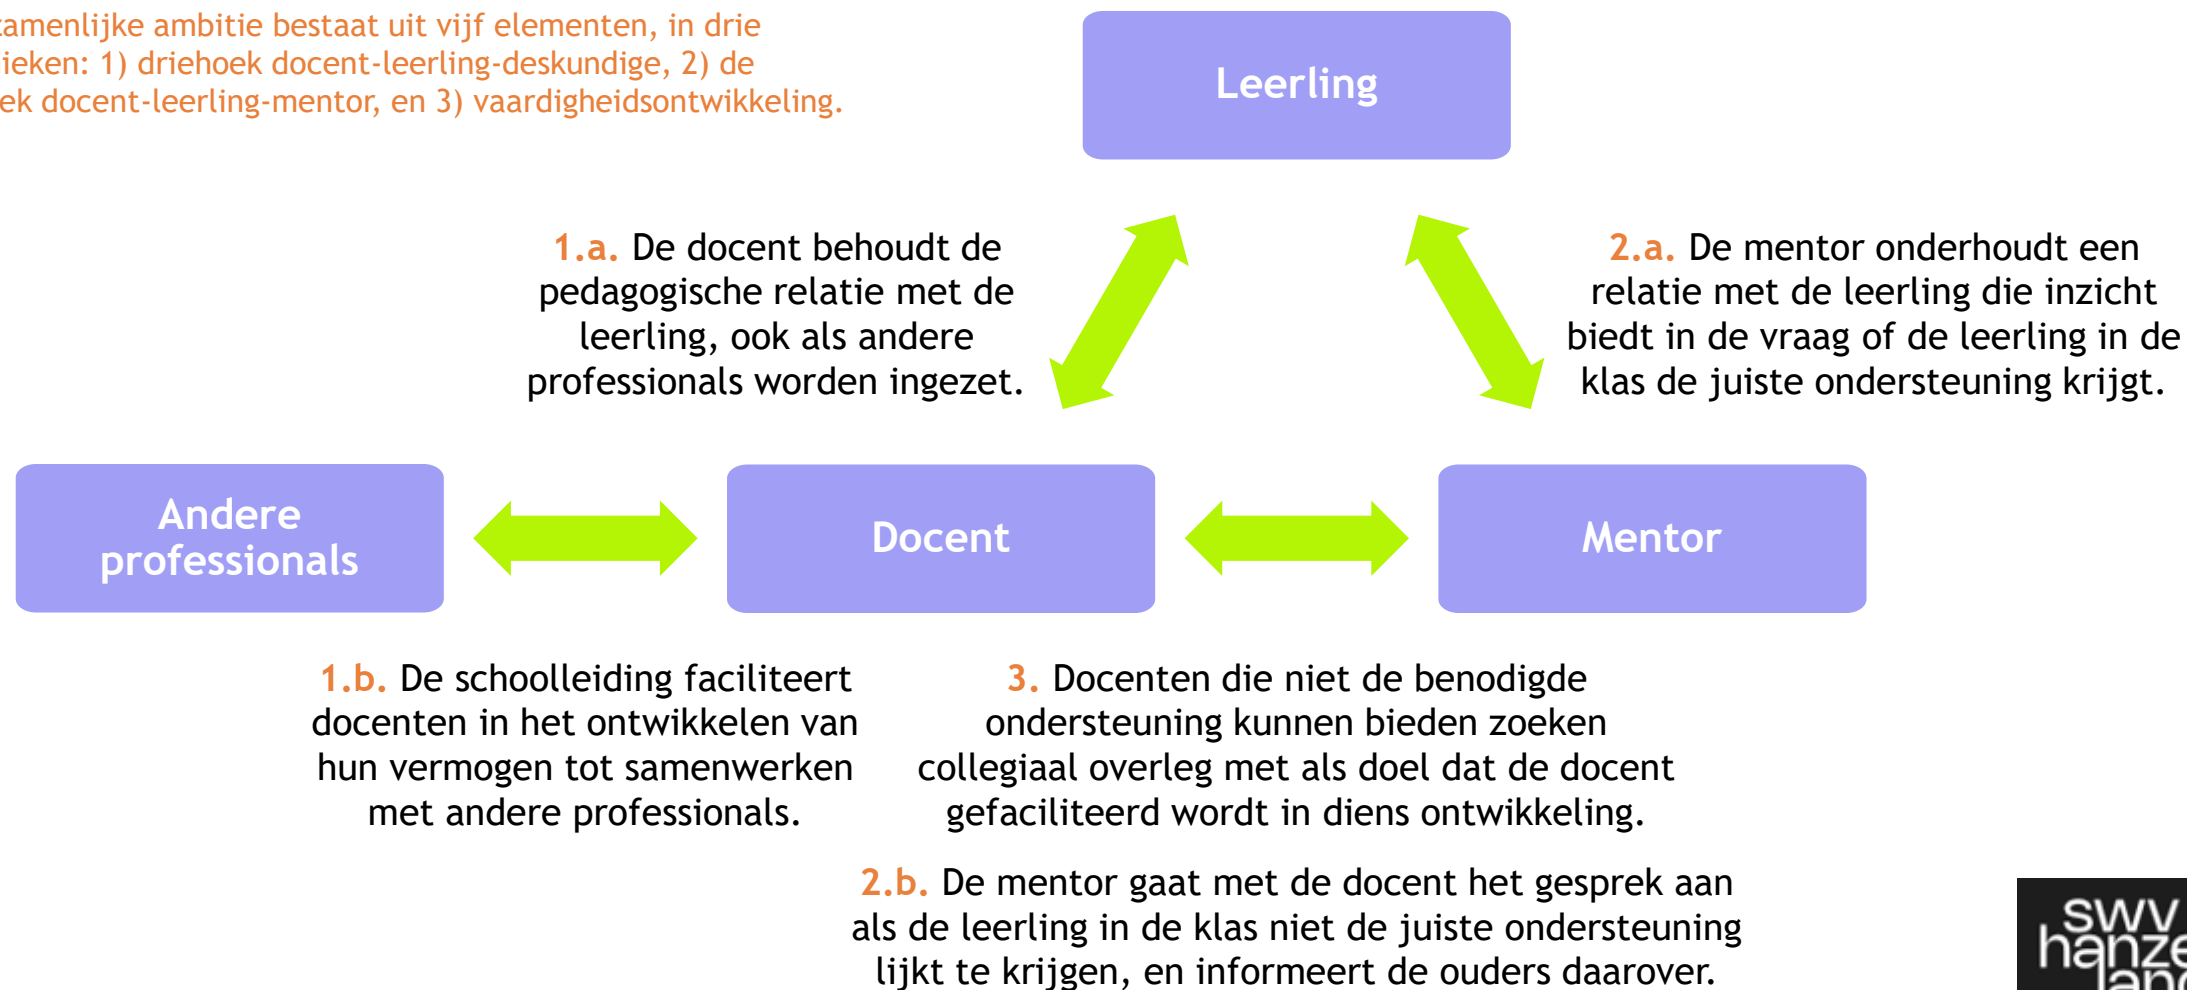 amenlijke ambitie bestaat uit vijf elementen, in drie
ieken: 1) driehoek docent-leerling-deskundige, 2) de
ek docent-leerling-mentor, en 3) vaardigheidsontwikkeling.
Leerling
1.a. De docent behoudt de
pedagogische relatie met de
leerling, ook als andere
professionals worden ingezet.
2.a. De mentor onderhoudt een
relatie met de leerling die inzicht
biedt in de vraag of de leerling in de
klas de juiste ondersteuning krijgt.
Andere
professionals
Docent
Mentor
1.b. De schoolleiding faciliteert
docenten in het ontwikkelen van
hun vermogen tot samenwerken
met andere professionals.
3. Docenten die niet de benodigde
ondersteuning kunnen bieden zoeken
collegiaal overleg met als doel dat de docent
gefaciliteerd wordt in diens ontwikkeling.
2.b. De mentor gaat met de docent het gesprek aan
als de leerling in de klas niet de juiste ondersteuning
lijkt te krijgen, en informeert de ouders daarover.
swv
hanze